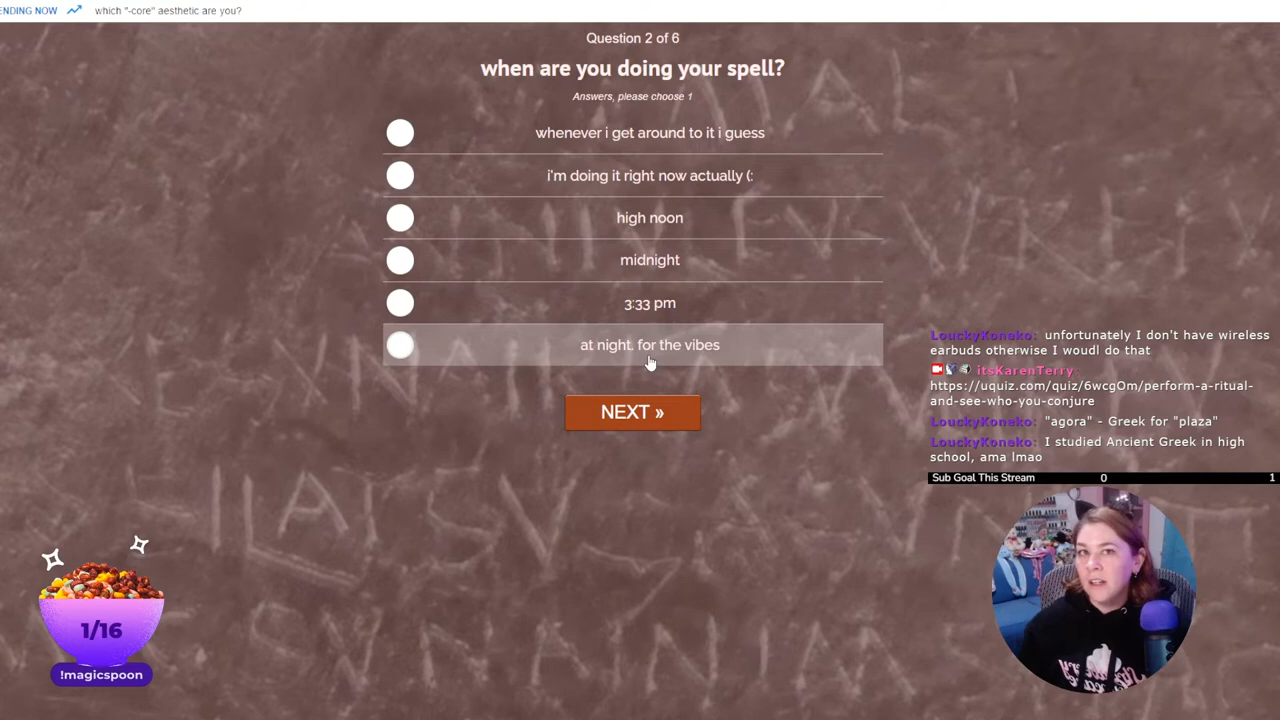 ENDING NOW which "-core" aesthetic are you?
Question 2 of 6
when are you doing your spell?
Answers, please choose 1
whenever i get around to it i guess
i'm doing it right now actually (:
high noon
midnight
3:33 pm
at night. for the vibes
NEXT »
LouckyKoneko: unfortunately I don't have wireless
earbuds otherwise I woudl do that
itsKarenTerry:
https://uquiz.com/quiz/6wcgOm/perform-a-ritual-
and-see-who-you-conjure
LouckyKoneko: "agora" - Greek for "plaza"
LouckyKoneko: I studied Ancient Greek in high
school, ama lmao
Sub Goal This Stream 0 1
1/16
!magicspoon